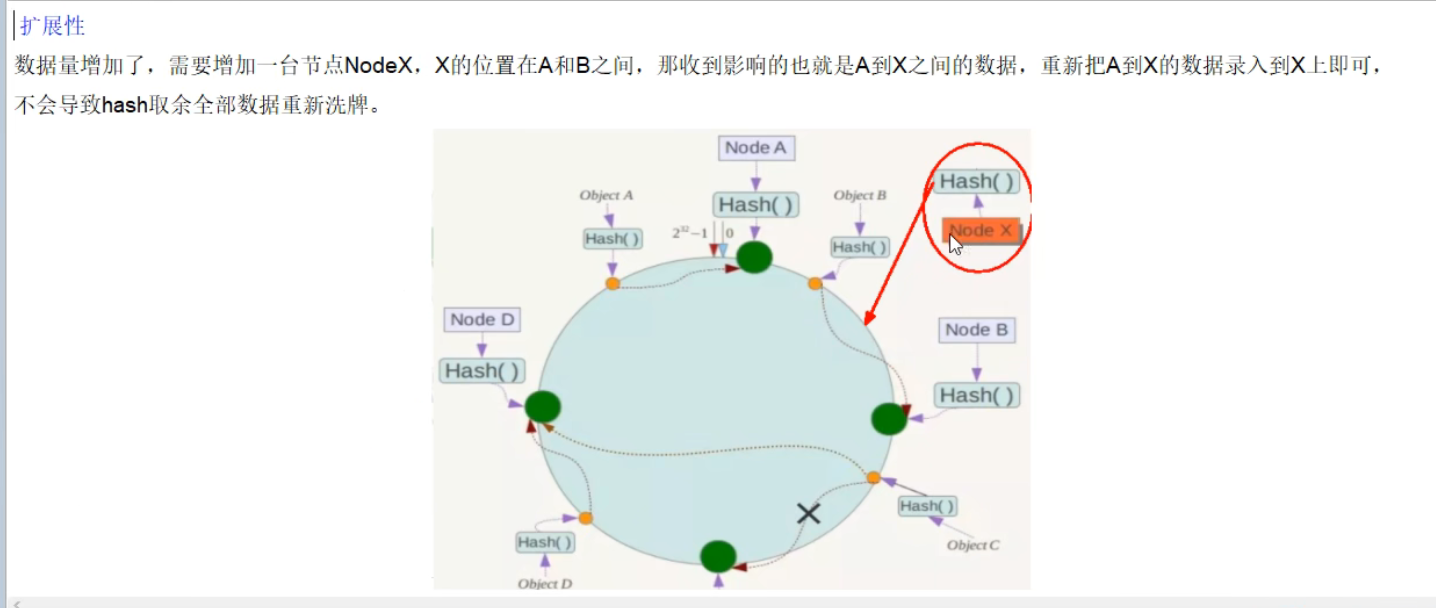 扩展性
数据量增加了，需要增加一台节点NodeX，X的位置在A和B之间，那收到影响的也就是A到X之间的数据，重新把A到X的数据录入到X上即可，
不会导致hash取余全部数据重新洗牌。
Node A
Hash( )
Object A
Hash( )
2³²−1
0
Object B
Hash( )
Hash( )
Node X
Node D
Hash( )
Node B
Hash( )
Hash( )
Object C
Hash( )
Object D